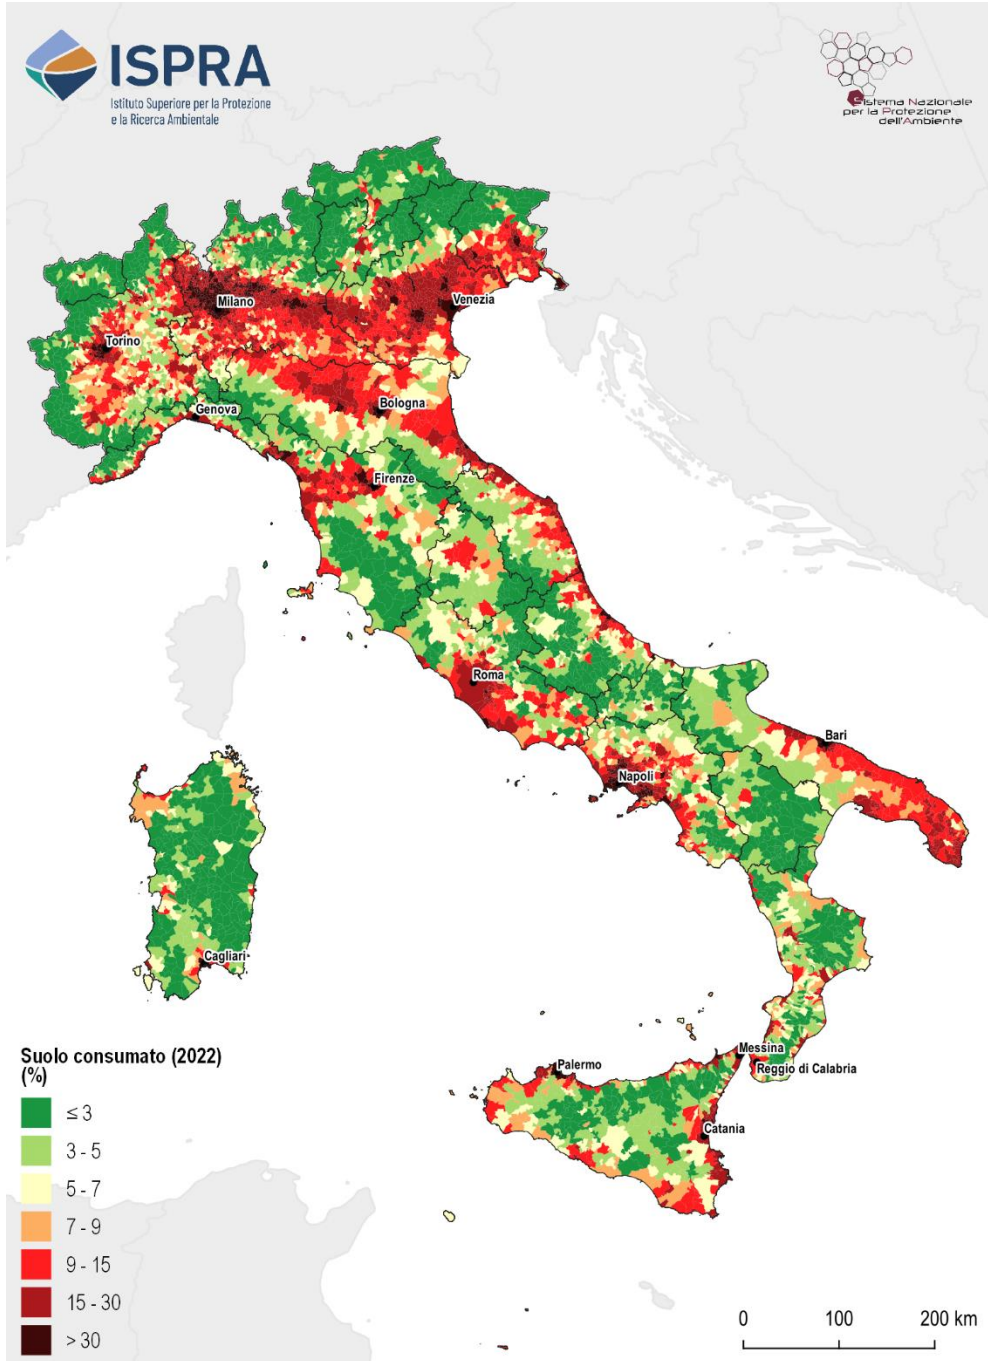 ISPRA
Istituto Superiore per la Protezione
e la Ricerca Ambientale
Sistema Nazionale
per la Protezione
dell'Ambiente
Milano
Venezia
Torino
Genova
Bologna
Firenze
Roma
Bari
Napoli
Cagliari
Messina
Palermo
Reggio di Calabria
Catania
Suolo consumato (2022)
(%)
≤ 3
3 - 5
5 - 7
7 - 9
9 - 15
15 - 30
> 30
0 100 200 km